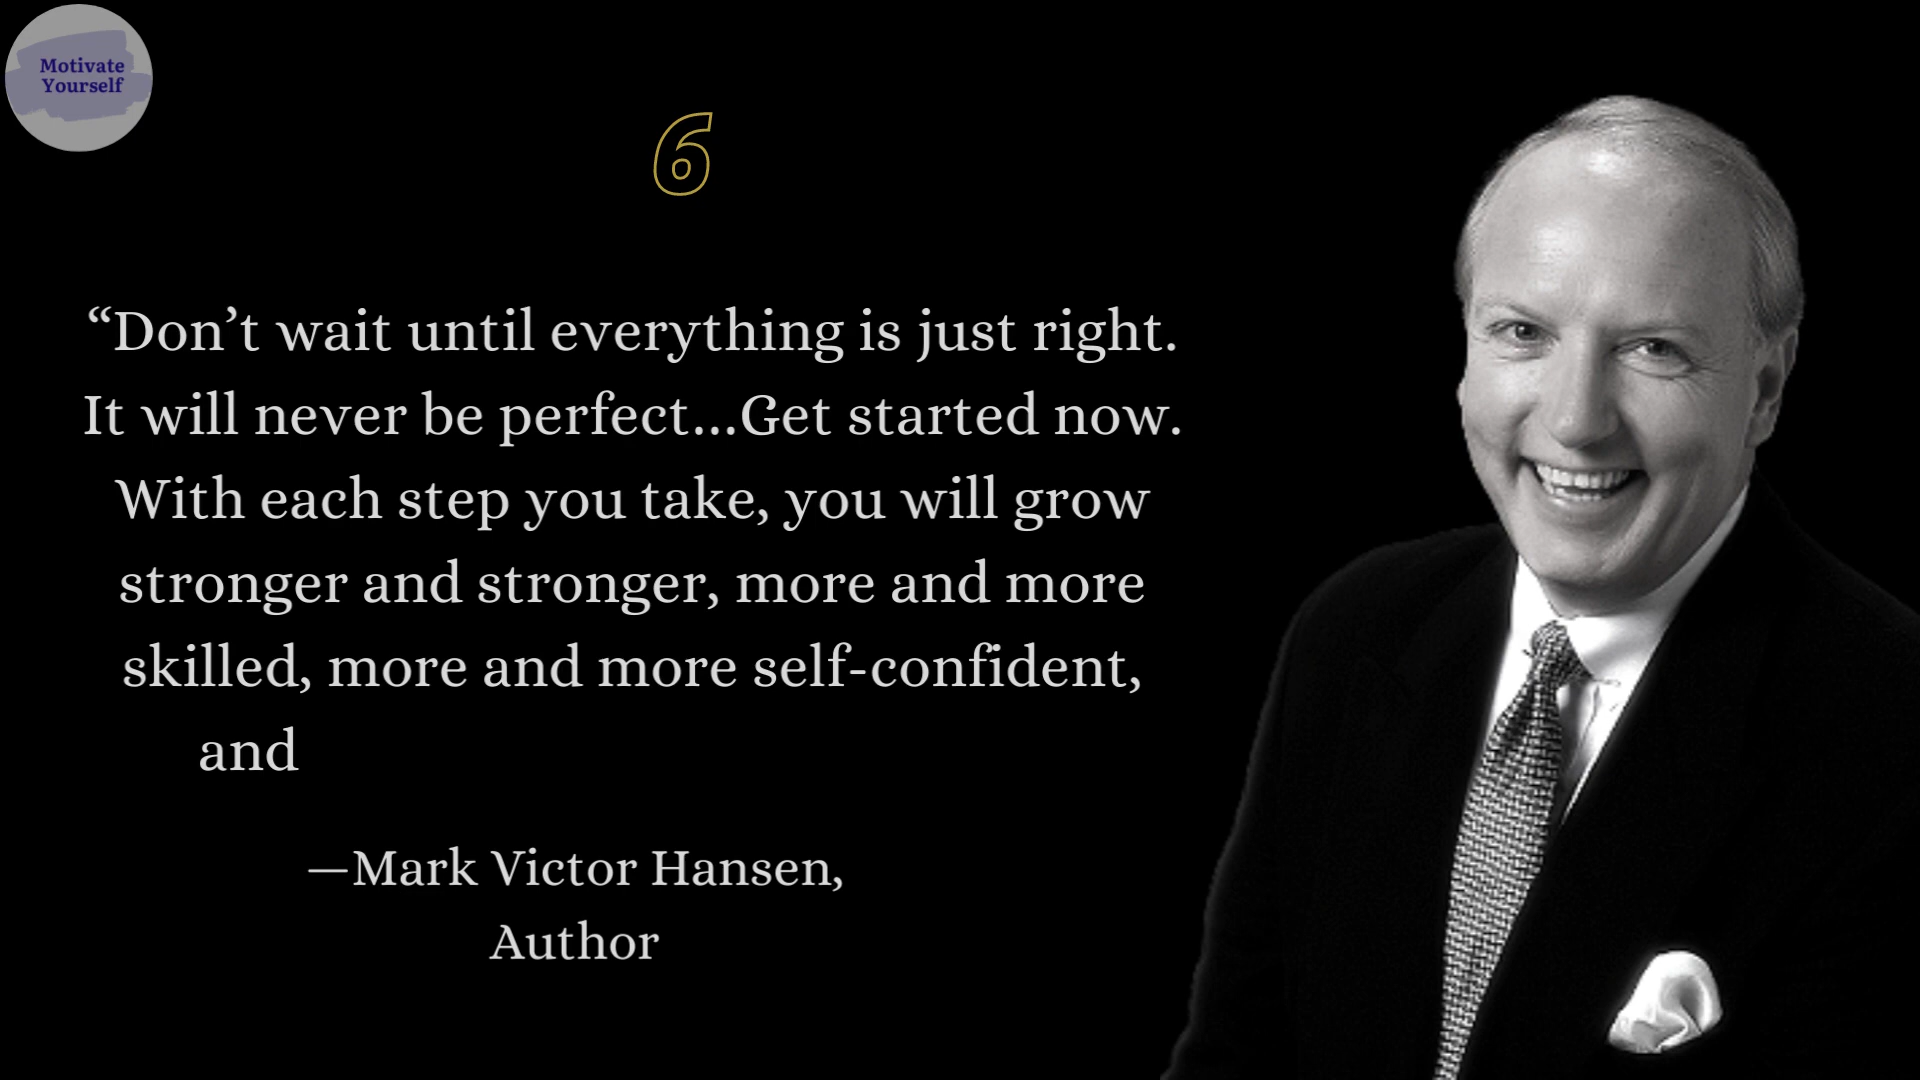 Motivate
Yourself
6
“Don’t wait until everything is just right.
It will never be perfect...Get started now.
With each step you take, you will grow
stronger and stronger, more and more
skilled, more and more self-confident,
and
—Mark Victor Hansen,
Author